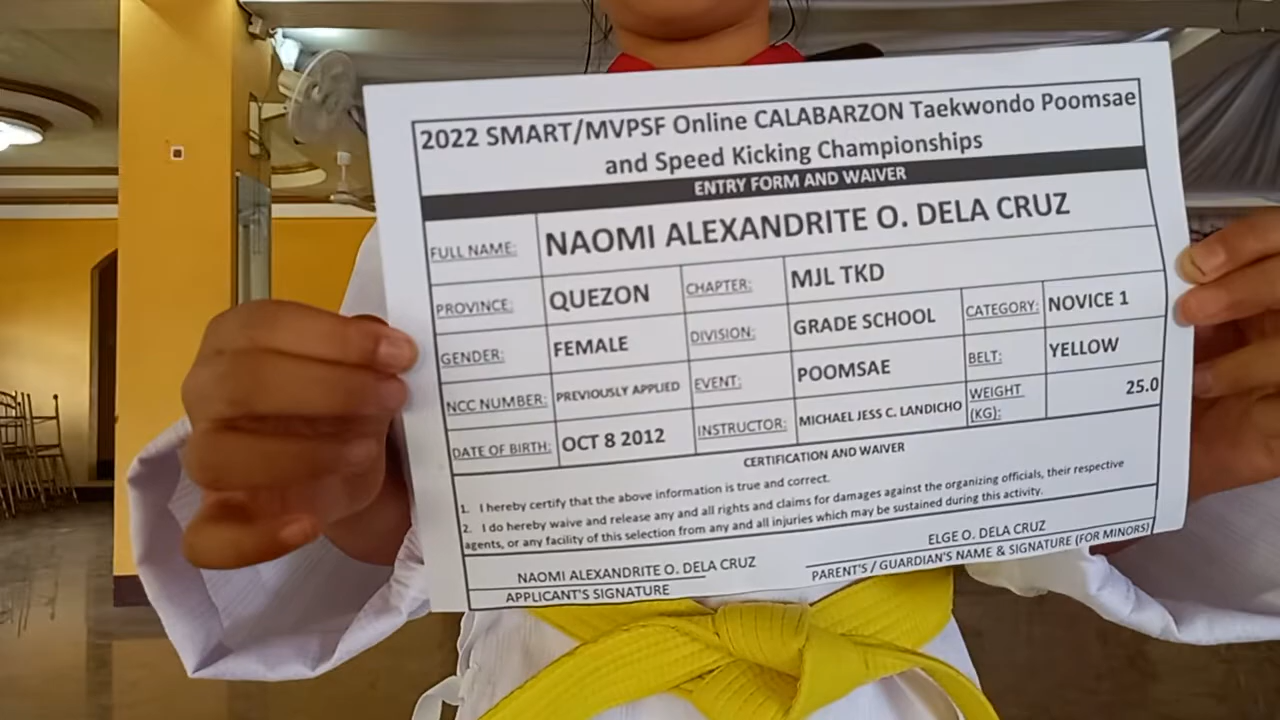 2022 SMART/MVPSF Online CALABARZON Taekwondo Poomsae
and Speed Kicking Championships
ENTRY FORM AND WAIVER
FULL NAME: NAOMI ALEXANDRITE O. DELA CRUZ
PROVINCE: QUEZON CHAPTER: MJL TKD
GENDER: FEMALE DIVISION: GRADE SCHOOL CATEGORY: NOVICE 1
NCC NUMBER: PREVIOUSLY APPLIED EVENT: POOMSAE BELT: YELLOW
DATE OF BIRTH: OCT 8 2012 INSTRUCTOR: MICHAEL JESS C. LANDICHO WEIGHT (KG): 25.0
CERTIFICATION AND WAIVER
1. I hereby certify that the above information is true and correct.
2. I do hereby waive and release any and all rights and claims for damages against the organizing officials, their respective
agents, or any facility of this selection from any and all injuries which may be sustained during this activity.
NAOMI ALEXANDRITE O. DELA CRUZ ELGE O. DELA CRUZ
APPLICANT'S SIGNATURE PARENT'S / GUARDIAN'S NAME & SIGNATURE (FOR MINORS)